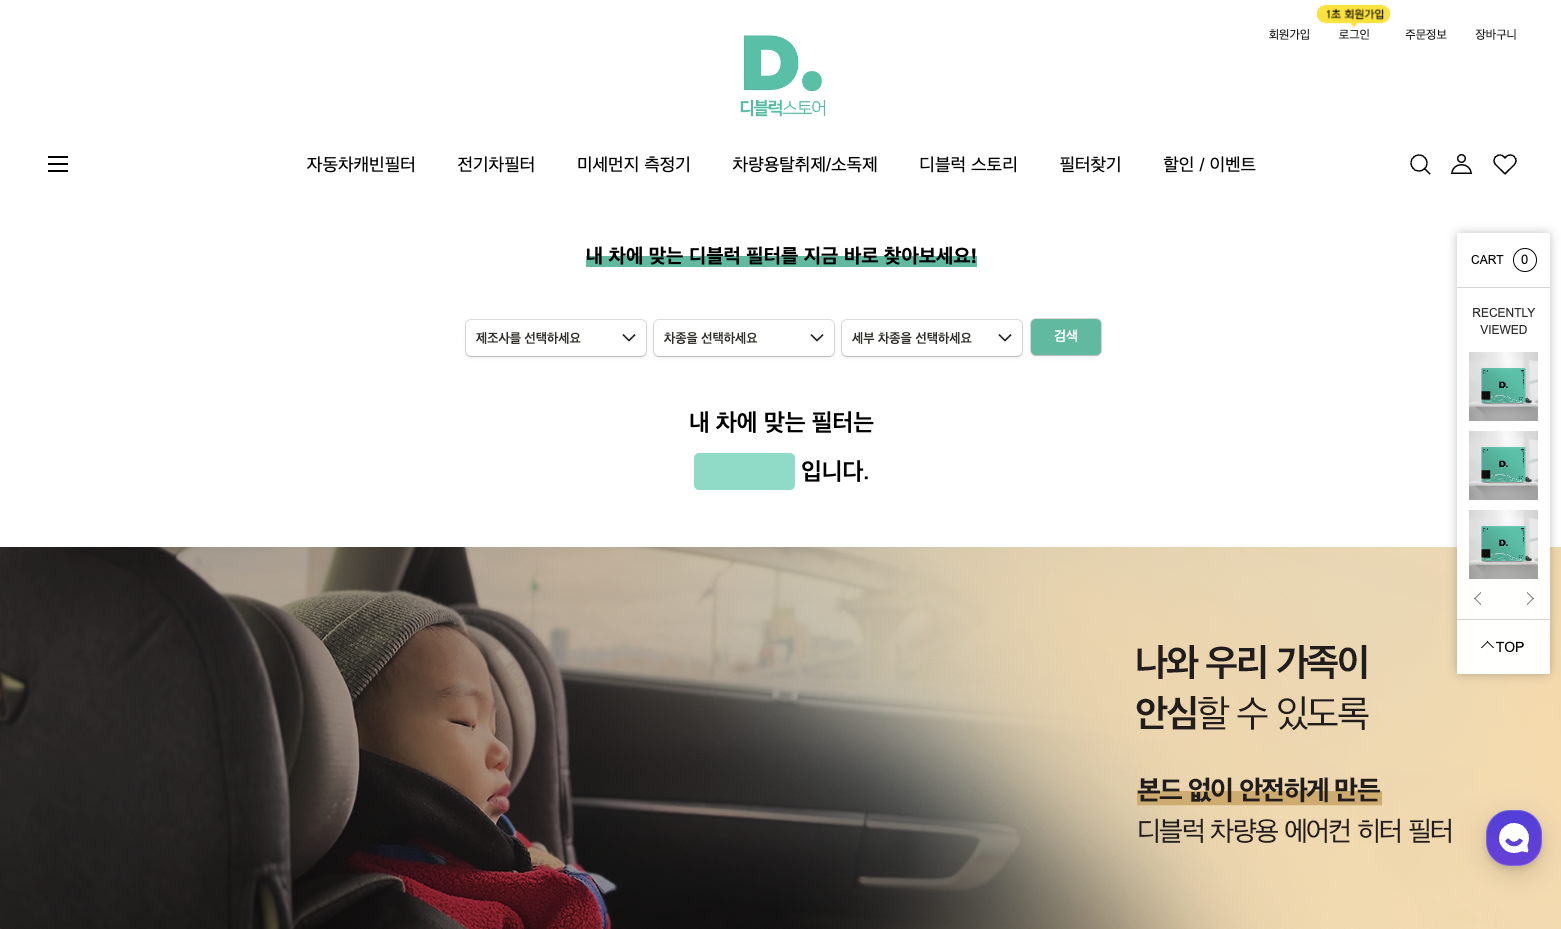 1초 회원가입
회원가입
로그인
주문정보
장바구니
D.
디블럭스토어
자동차캐빈필터
전기차필터
미세먼지 측정기
차량용탈취제/소독제
디블럭 스토리
필터찾기
할인 / 이벤트
내 차에 맞는 디블럭 필터를 지금 바로 찾아보세요!
제조사를 선택하세요
차종을 선택하세요
세부 차종을 선택하세요
검색
내 차에 맞는 필터는
입니다.
CART 0
RECENTLY
VIEWED
D.
D.
D.
TOP
나와 우리 가족이
안심할 수 있도록
본드 없이 안전하게 만든
디블럭 차량용 에어컨 히터 필터